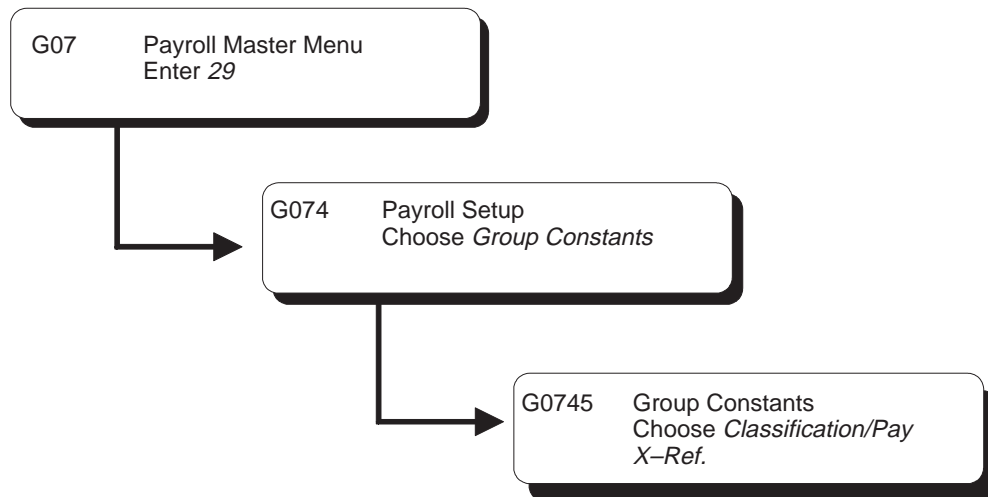 G07 Payroll Master Menu
Enter 29
G074 Payroll Setup
Choose Group Constants
G0745 Group Constants
Choose Classification/Pay
X–Ref.